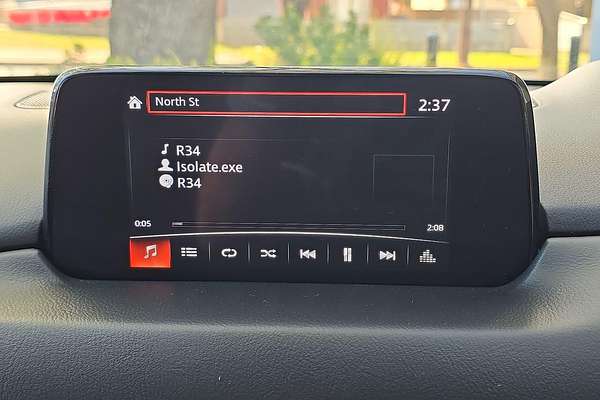 North St
2:37
R34
Isolate.exe
R34
0:05
2:08